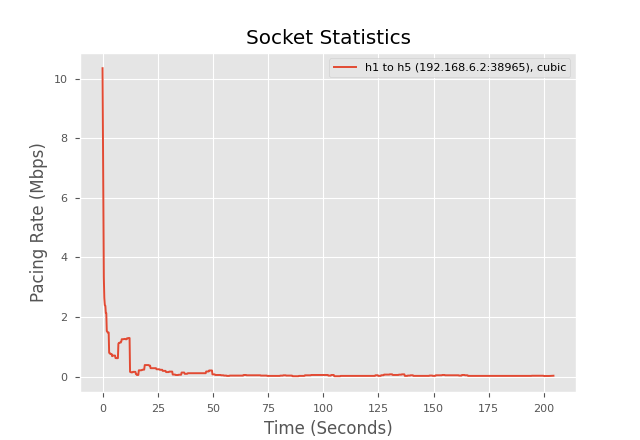 Socket Statistics
h1 to h5 (192.168.6.2:38965), cubic
Pacing Rate (Mbps)
10
8
6
4
2
0
0 25 50 75 100 125 150 175 200
Time (Seconds)